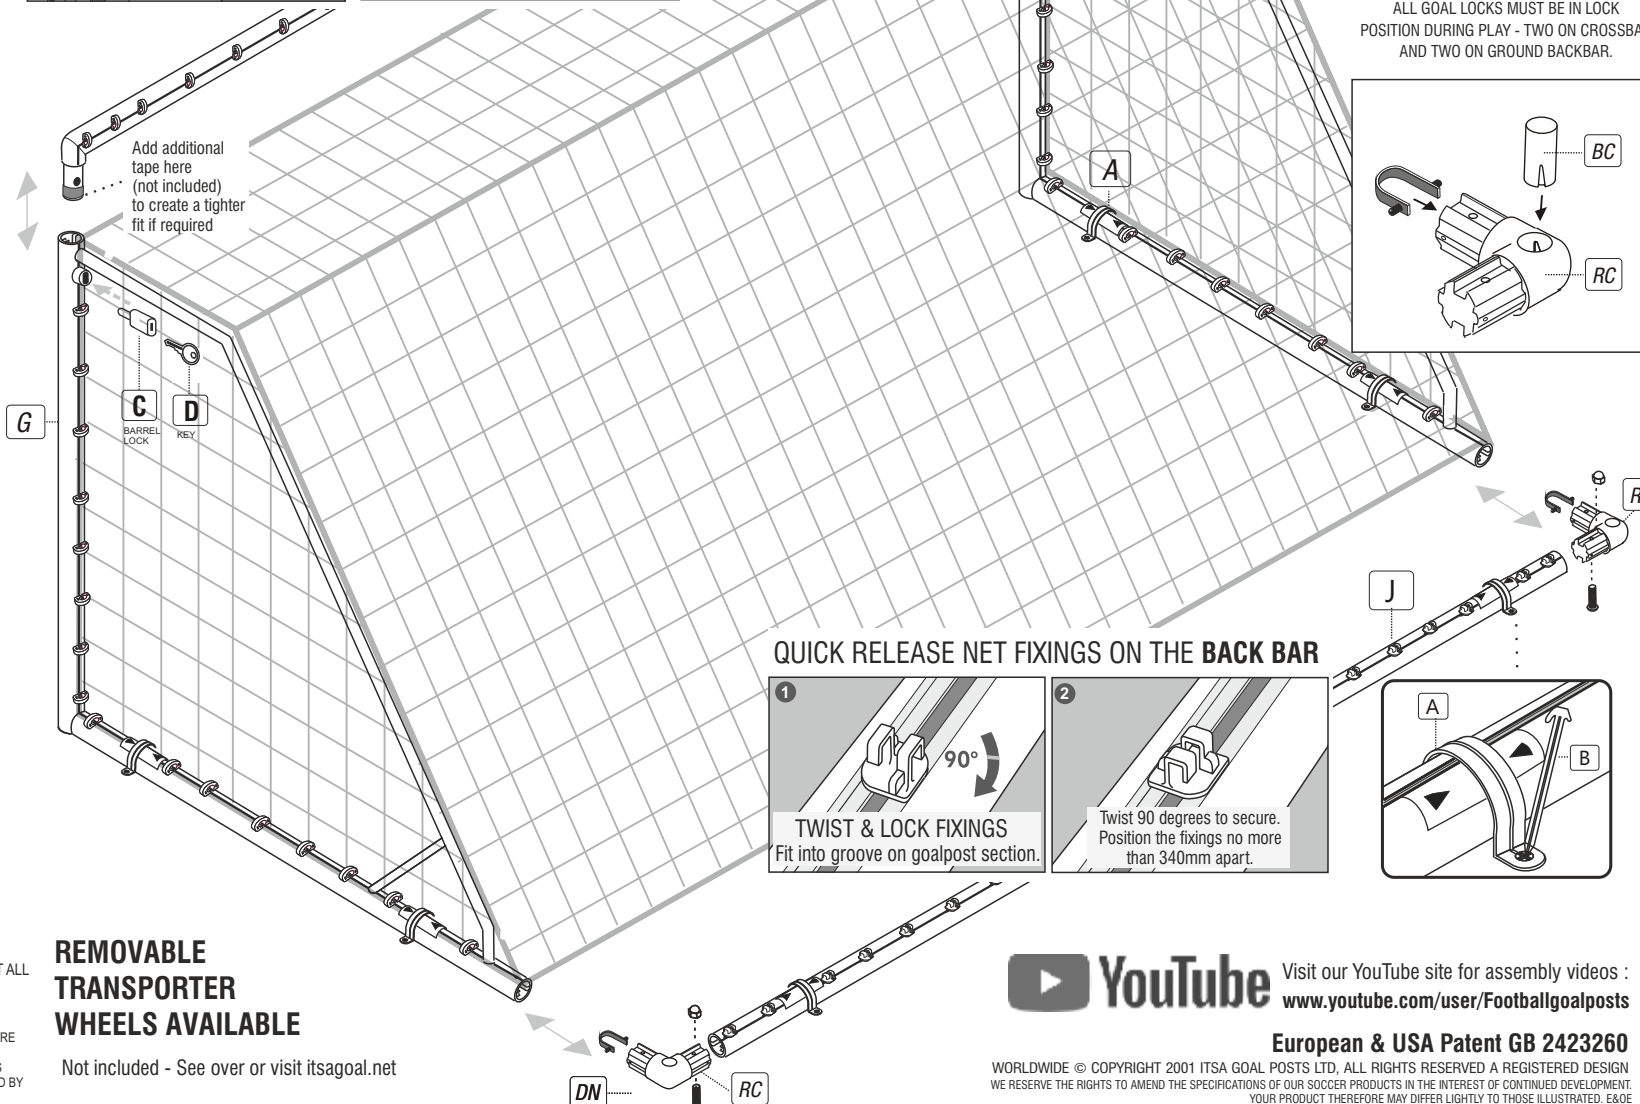 ALL GOAL LOCKS MUST BE IN LOCK
POSITION DURING PLAY - TWO ON CROSSBA
AND TWO ON GROUND BACKBAR.
Add additional
tape here
(not included)
to create a tighter
fit if required
A
BC
RC
G
C
BARREL
LOCK
D
KEY
R
J
QUICK RELEASE NET FIXINGS ON THE BACK BAR
1
90°
TWIST & LOCK FIXINGS
Fit into groove on goalpost section.
2
Twist 90 degrees to secure.
Position the fixings no more
than 340mm apart.
A
B
T ALL
RE
S
D BY
REMOVABLE
TRANSPORTER
WHEELS AVAILABLE
Not included - See over or visit itsagoal.net
DN
RC
YouTube
Visit our YouTube site for assembly videos :
www.youtube.com/user/Footballgoalposts
European & USA Patent GB 2423260
WORLDWIDE © COPYRIGHT 2001 ITSA GOAL POSTS LTD, ALL RIGHTS RESERVED A REGISTERED DESIGN
WE RESERVE THE RIGHTS TO AMEND THE SPECIFICATIONS OF OUR SOCCER PRODUCTS IN THE INTEREST OF CONTINUED DEVELOPMENT.
YOUR PRODUCT THEREFORE MAY DIFFER LIGHTLY TO THOSE ILLUSTRATED. E&OE